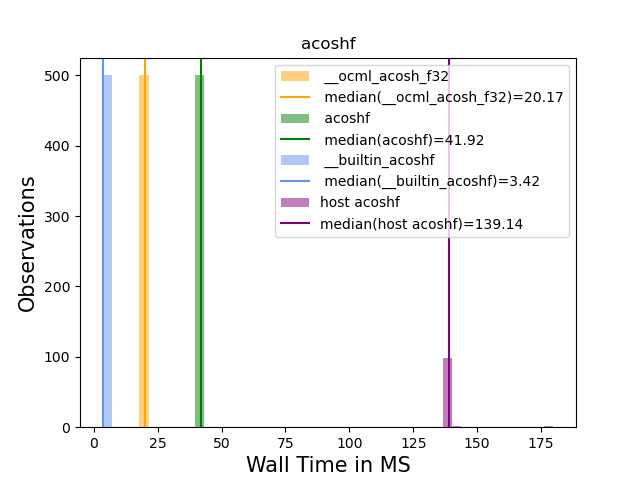 acoshf
__ocml_acosh_f32
median(__ocml_acosh_f32)=20.17
acoshf
median(acoshf)=41.92
__builtin_acoshf
median(__builtin_acoshf)=3.42
host acoshf
median(host acoshf)=139.14
Observations
500
400
300
200
100
0
0 25 50 75 100 125 150 175
Wall Time in MS